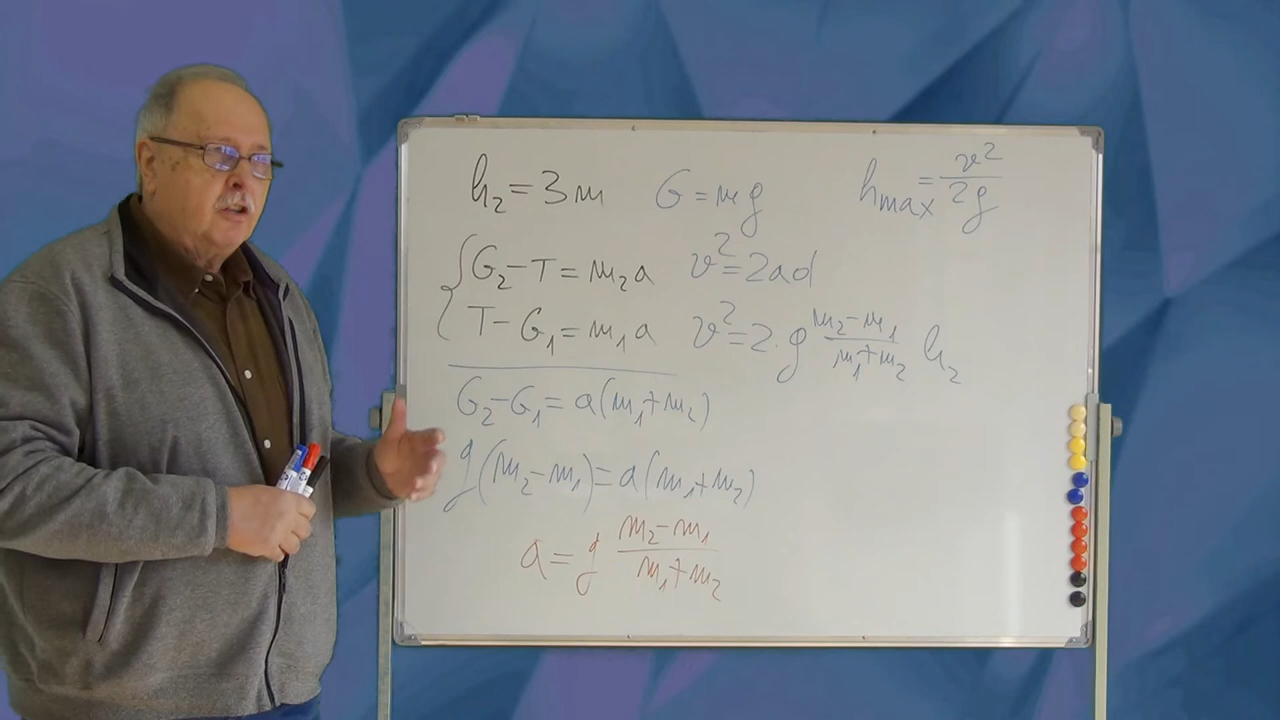 h₂ = 3 m G = mg hmax = v²/2g
G₂ − T = m₂a v² = 2ad
T − G₁ = m₁a v² = 2·g (m₂ − m₁)/(m₁ + m₂) h₂
G₂ − G₁ = a(m₁ + m₂)
g(m₂ − m₁) = a(m₁ + m₂)
a = g (m₂ − m₁)/(m₁ + m₂)